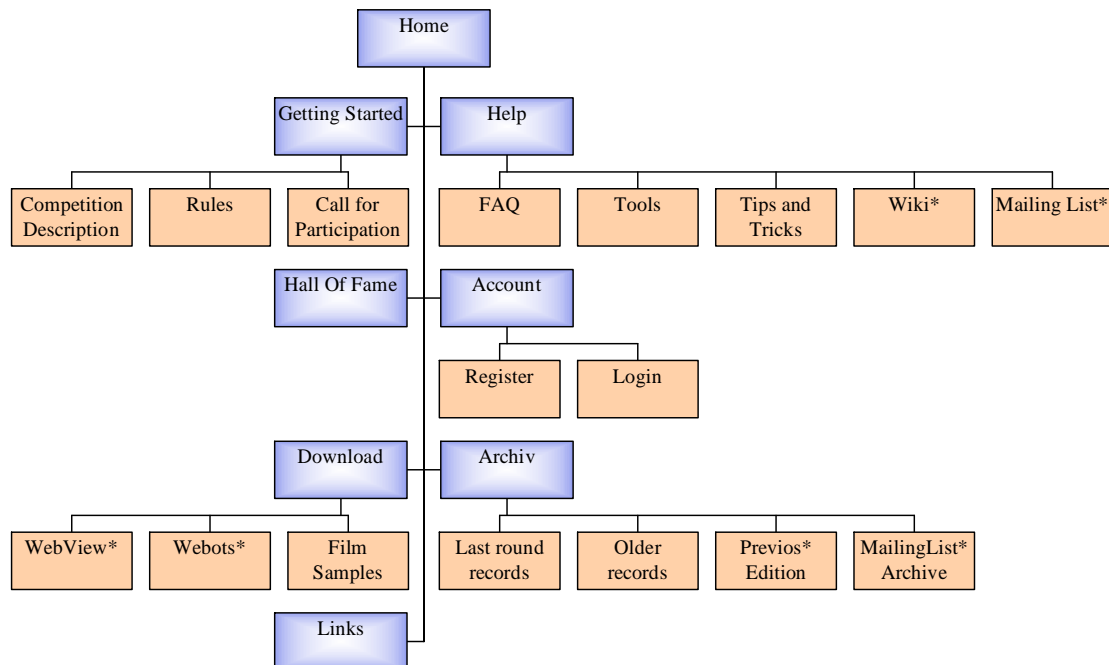 Home
Getting Started
Help
Competition
Description
Rules
Call for
Participation
FAQ
Tools
Tips and
Tricks
Wiki*
Mailing List*
Hall Of Fame
Account
Register
Login
Download
Archiv
WebView*
Webots*
Film
Samples
Last round
records
Older
records
Previos*
Edition
MailingList*
Archive
Links